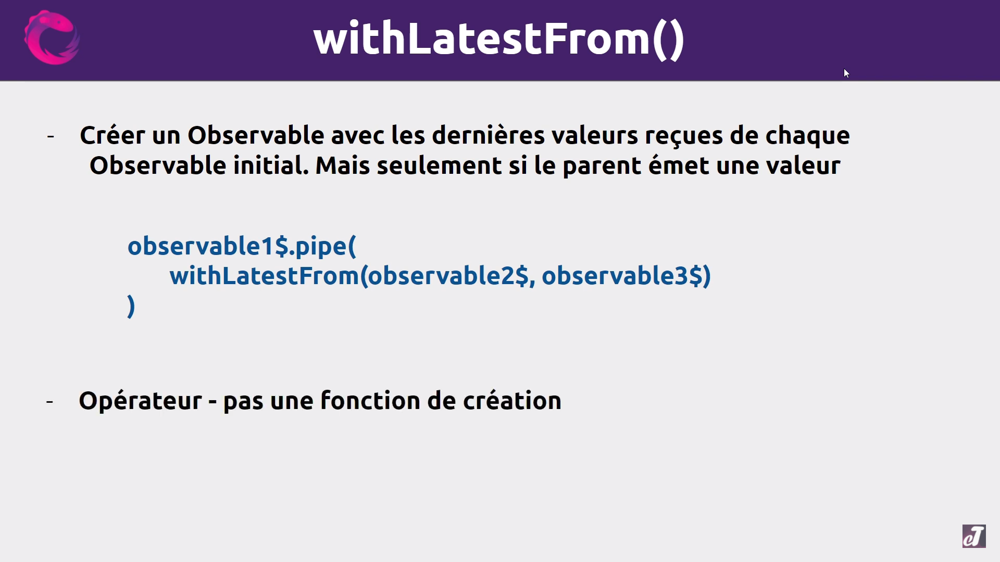 withLatestFrom()
- Créer un Observable avec les dernières valeurs reçues de chaque
Observable initial. Mais seulement si le parent émet une valeur
observable1$.pipe(
withLatestFrom(observable2$, observable3$)
)
- Opérateur - pas une fonction de création
eT